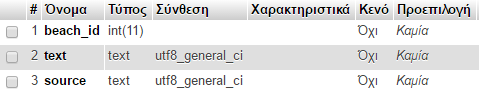 # Όνομα Τύπος Σύνθεση Χαρακτηριστικά Κενό Προεπιλογή
1 beach_id int(11) Όχι Καμία
2 text text utf8_general_ci Όχι Καμία
3 source text utf8_general_ci Όχι Καμία